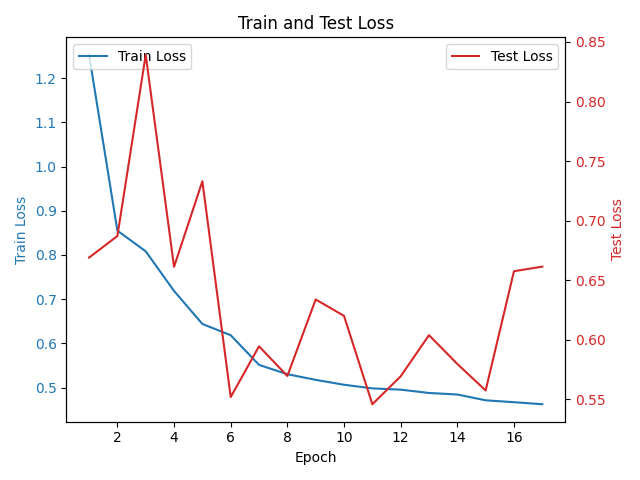 Train and Test Loss
Train Loss
Test Loss
1.2
1.1
1.0
0.9
0.8
0.7
0.6
0.5
Train Loss
0.85
0.80
0.75
0.70
0.65
0.60
0.55
Test Loss
2 4 6 8 10 12 14 16
Epoch